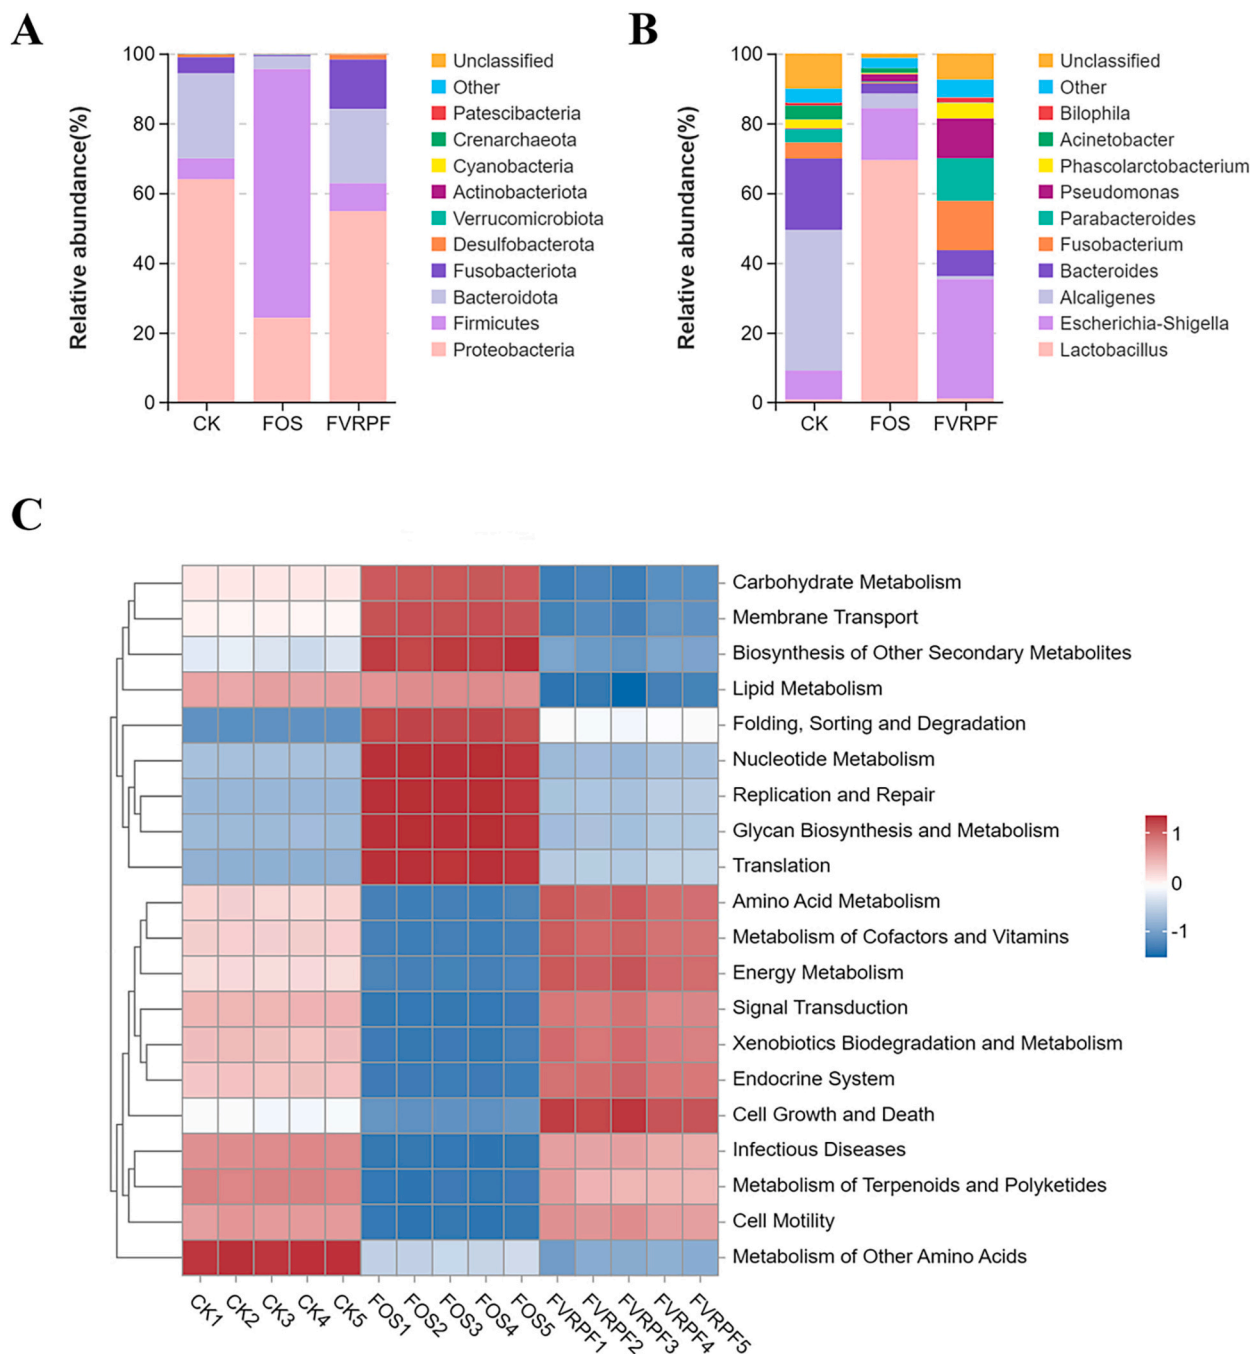 A
Relative abundance(%)
100
80
60
40
20
0
CK
FOS
FVRPF
Unclassified
Other
Patescibacteria
Crenarchaeota
Cyanobacteria
Actinobacteriota
Verrucomicrobiota
Desulfobacterota
Fusobacteriota
Bacteroidota
Firmicutes
Proteobacteria
B
Relative abundance(%)
100
80
60
40
20
0
CK
FOS
FVRPF
Unclassified
Other
Bilophila
Acinetobacter
Phascolarctobacterium
Pseudomonas
Parabacteroides
Fusobacterium
Bacteroides
Alcaligenes
Escherichia-Shigella
Lactobacillus
C
Carbohydrate Metabolism
Membrane Transport
Biosynthesis of Other Secondary Metabolites
Lipid Metabolism
Folding, Sorting and Degradation
Nucleotide Metabolism
Replication and Repair
Glycan Biosynthesis and Metabolism
Translation
Amino Acid Metabolism
Metabolism of Cofactors and Vitamins
Energy Metabolism
Signal Transduction
Xenobiotics Biodegradation and Metabolism
Endocrine System
Cell Growth and Death
Infectious Diseases
Metabolism of Terpenoids and Polyketides
Cell Motility
Metabolism of Other Amino Acids
1
0
-1
CK1
CK2
CK3
CK4
CK5
FOS1
FOS2
FOS3
FOS4
FOS5
FVRPF1
FVRPF2
FVRPF3
FVRPF4
FVRPF5